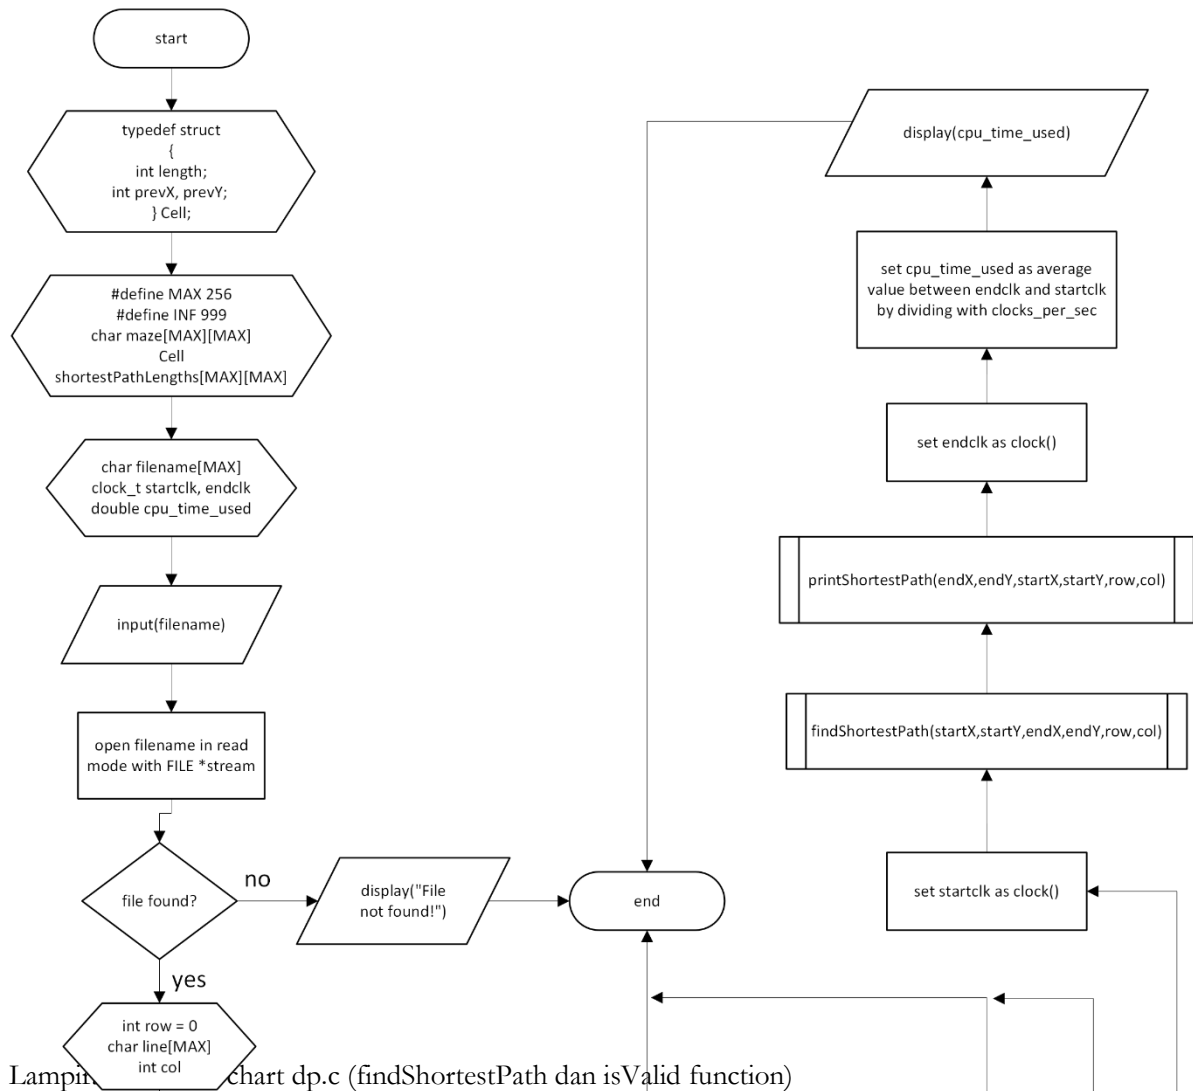 start
typedef struct
{
int length;
int prevX, prevY;
} Cell;
#define MAX 256
#define INF 999
char maze[MAX][MAX]
Cell
shortestPathLengths[MAX][MAX]
char filename[MAX]
clock_t startclk, endclk
double cpu_time_used
input(filename)
open filename in read
mode with FILE *stream
file found?
no
display("File
not found!")
end
yes
int row = 0
char line[MAX]
int col
display(cpu_time_used)
set cpu_time_used as average
value between endclk and startclk
by dividing with clocks_per_sec
set endclk as clock()
printShortestPath(endX,endY,startX,startY,row,col)
findShortestPath(startX,startY,endX,endY,row,col)
set startclk as clock()
chart dp.c (findShortestPath dan isValid function)